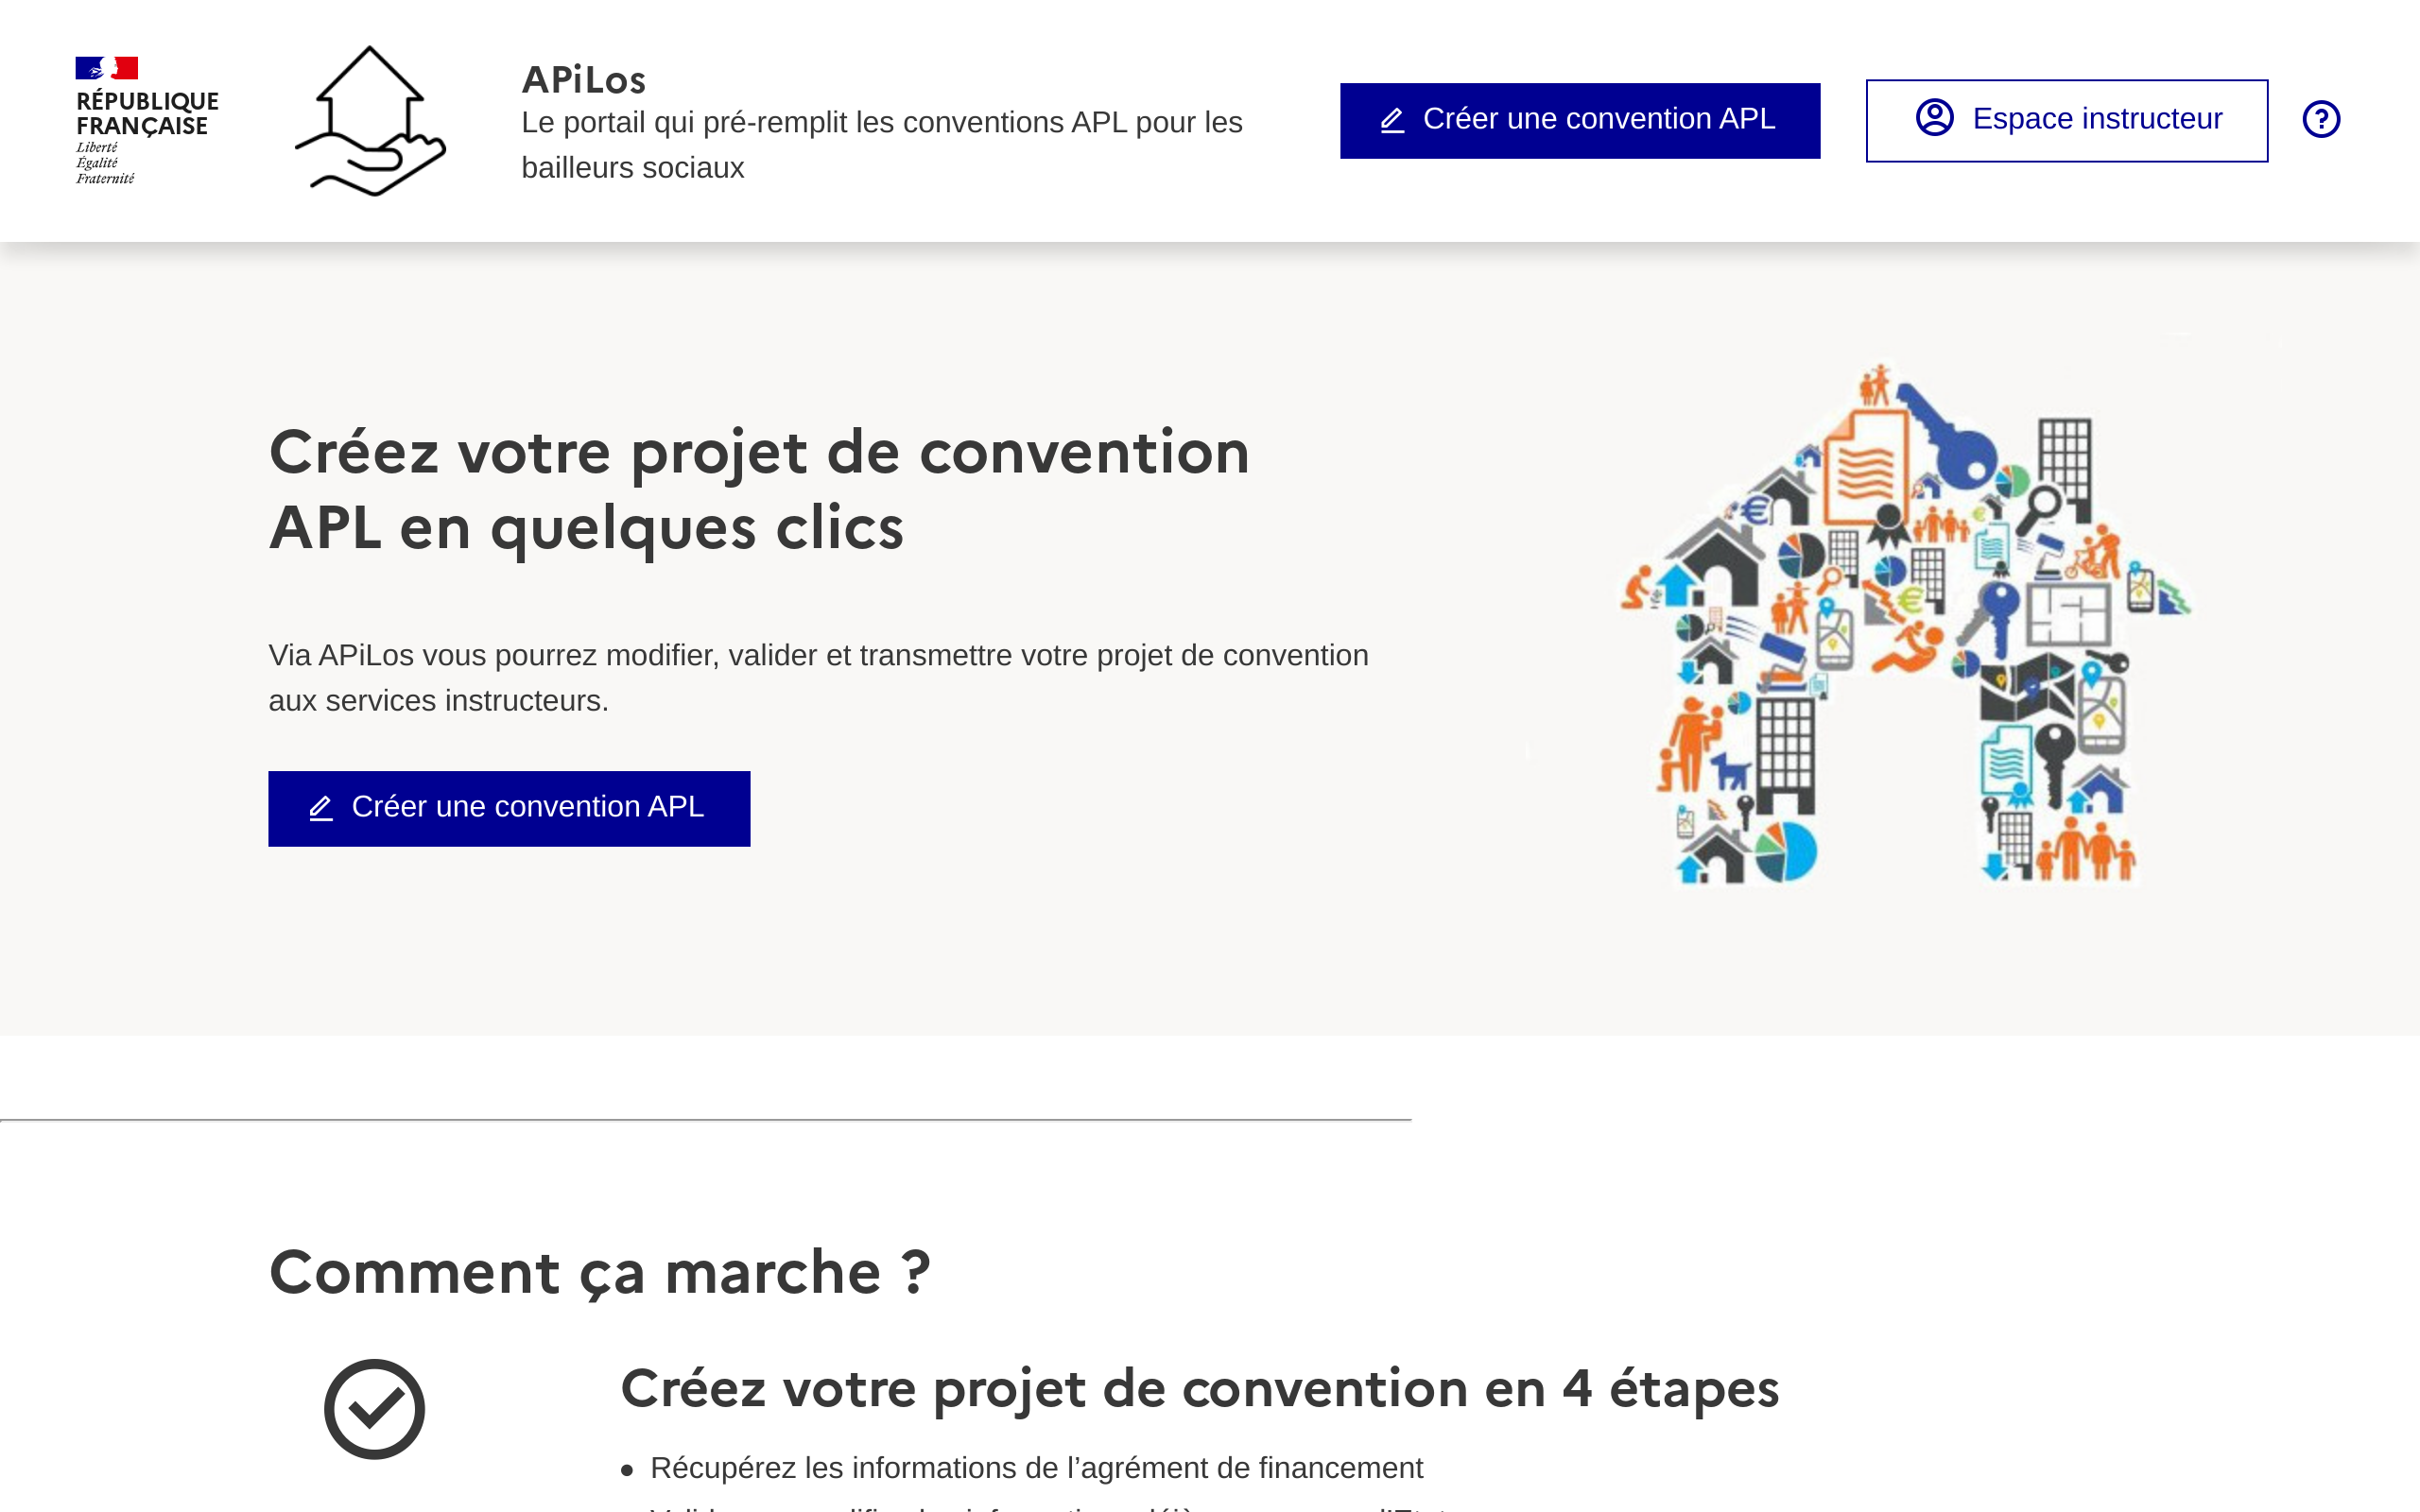 RÉPUBLIQUE
FRANÇAISE
Liberté
Égalité
Fraternité
APiLos
Le portail qui pré-remplit les conventions APL pour les
bailleurs sociaux
Créer une convention APL
Espace instructeur
Créez votre projet de convention
APL en quelques clics
Via APiLos vous pourrez modifier, valider et transmettre votre projet de convention
aux services instructeurs.
Créer une convention APL
Comment ça marche ?
Créez votre projet de convention en 4 étapes
Récupérez les informations de l’agrément de financement